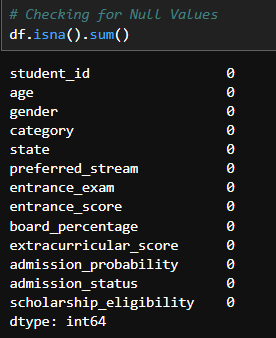 # Checking for Null Values
df.isna().sum()
student_id 0
age 0
gender 0
category 0
state 0
preferred_stream 0
entrance_exam 0
entrance_score 0
board_percentage 0
extracurricular_score 0
admission_probability 0
admission_status 0
scholarship_eligibility 0
dtype: int64